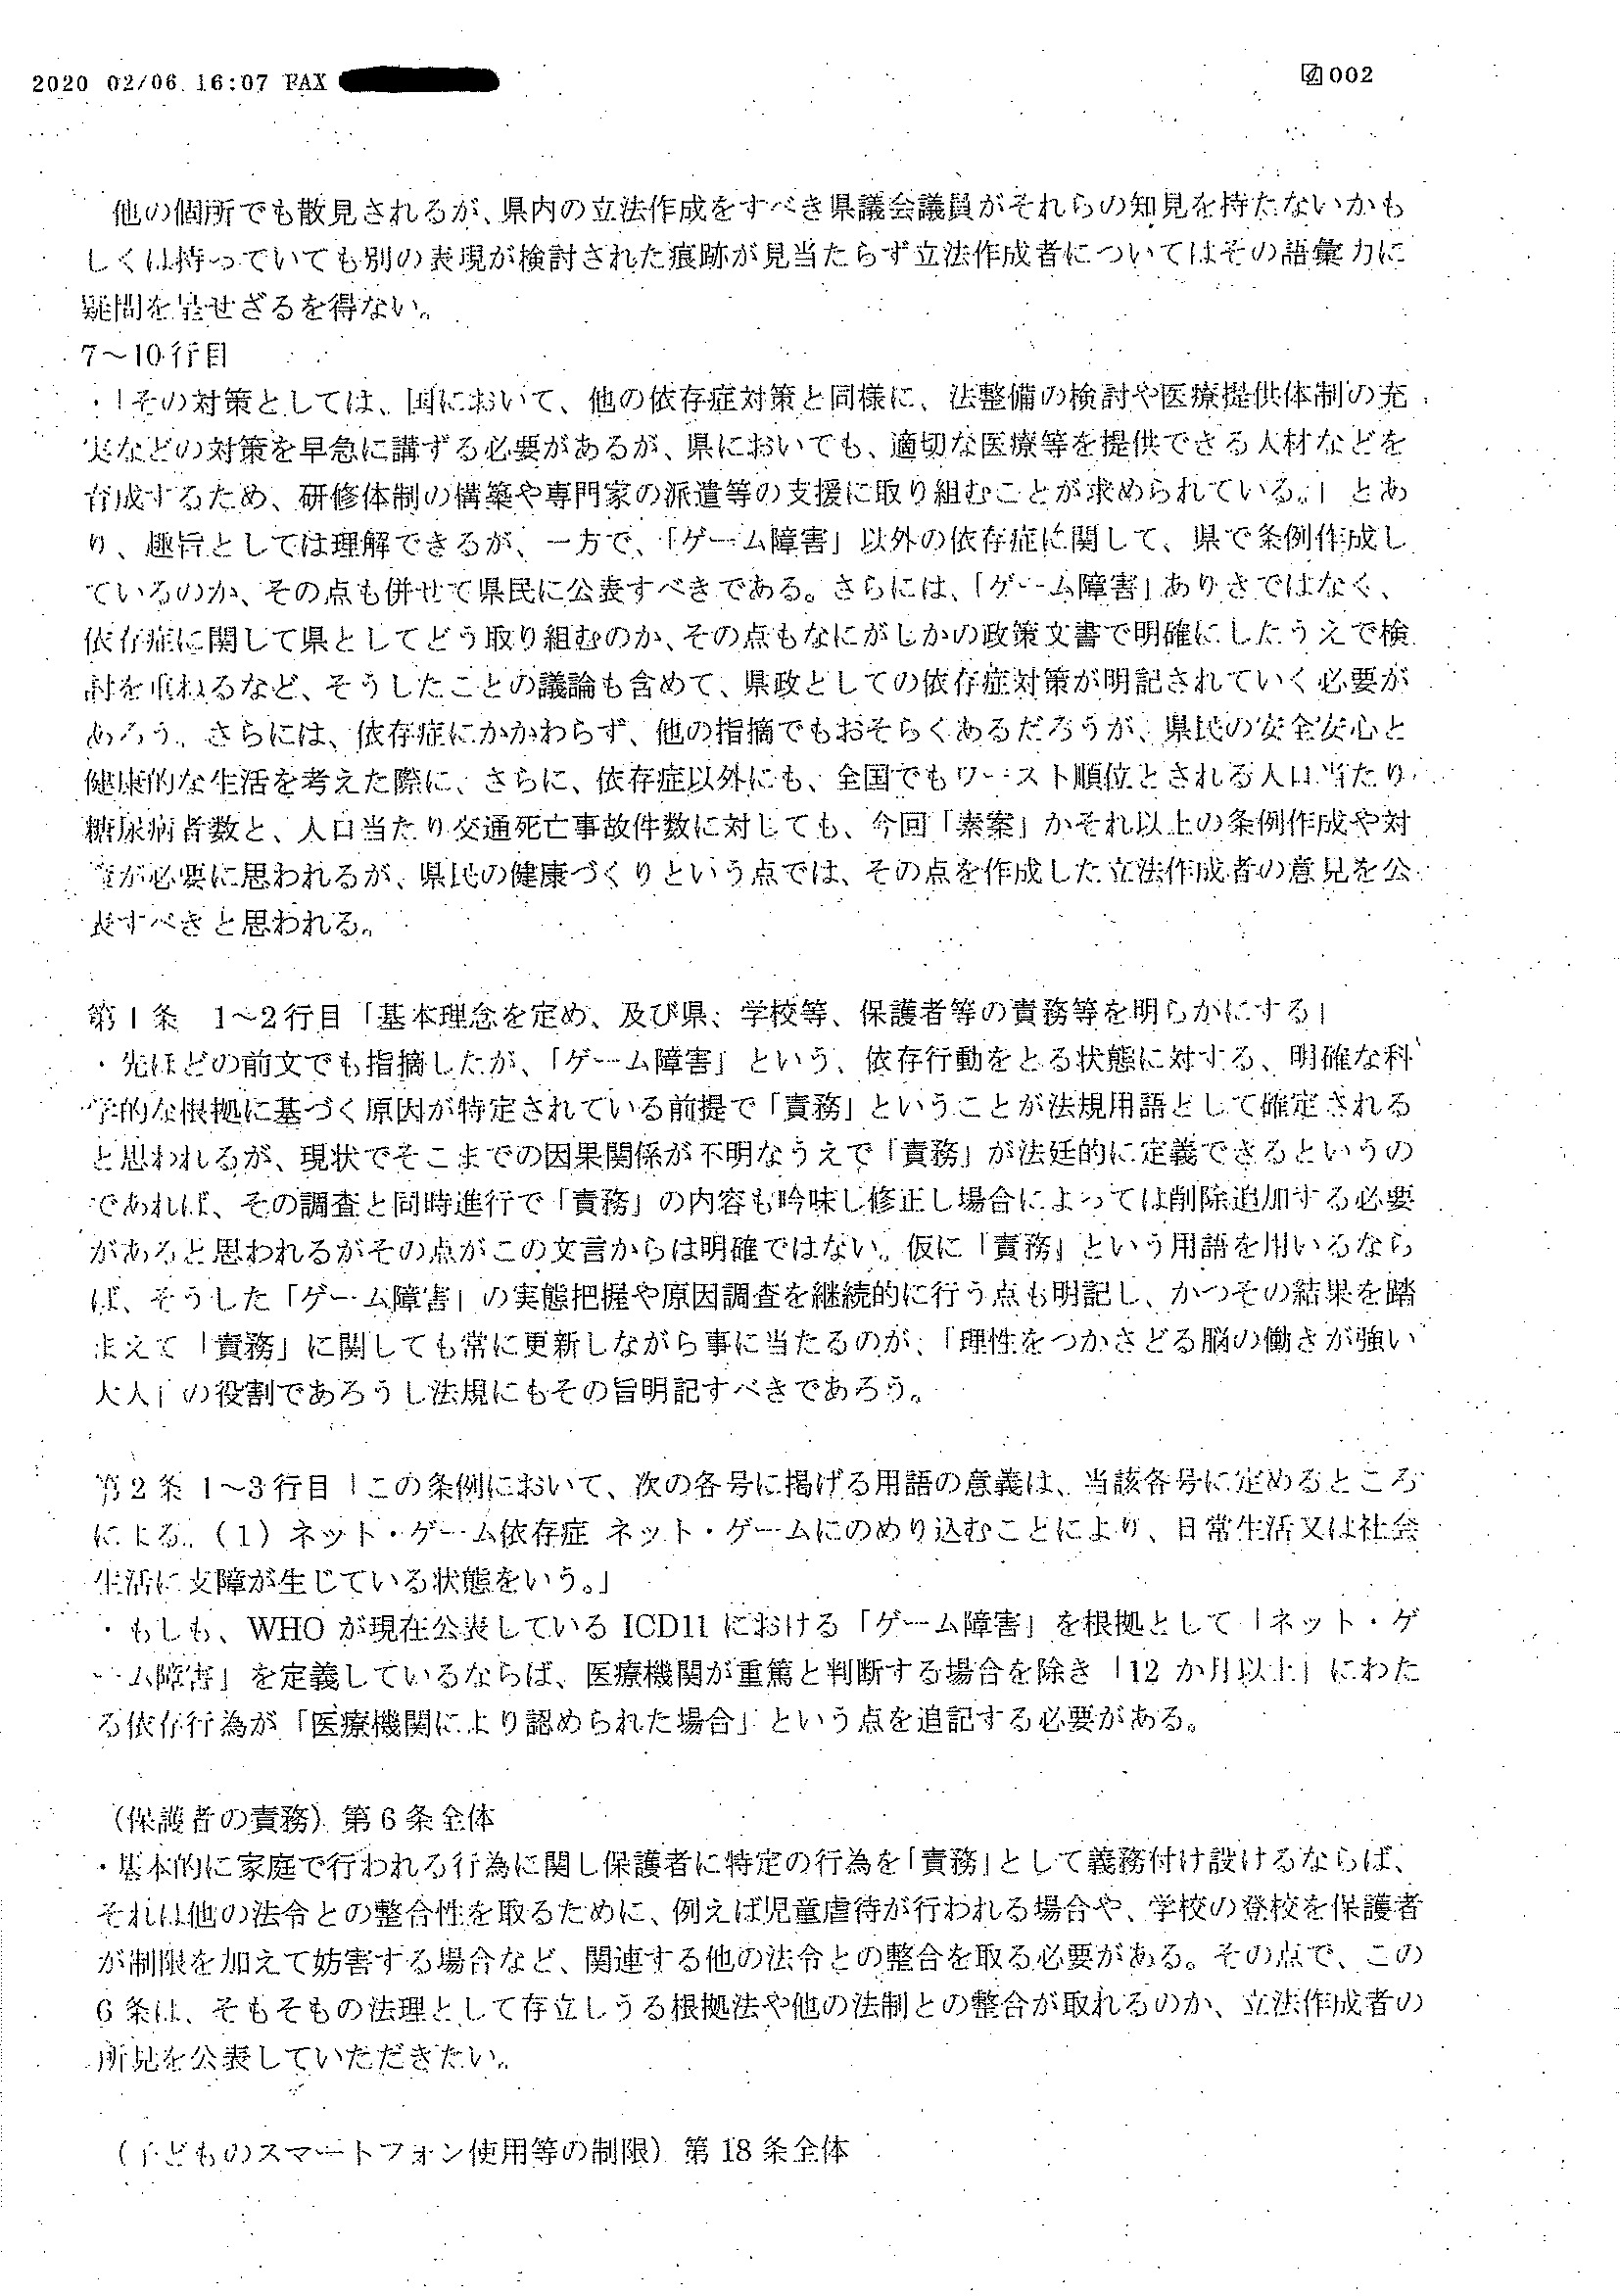 2020 02/06 16:07 FAX
002
他の個所でも散見されるが、県内の立法作成をすべき県議会議員がそれらの知見を持たないかも
しくは持っていても別の表現が検討された痕跡が見当たらず立法作成者についてはその語彙力に
疑問を呈せざるを得ない。
7～10行目
・「その対策としては、国において、他の依存症対策と同様に、法整備の検討や医療提供体制の充
実などの対策を早急に講ずる必要があるが、県においても、適切な医療等を提供できる人材などを
育成するため、研修体制の構築や専門家の派遣等の支援に取り組むことが求められている。」とあ
り、趣旨としては理解できるが、一方で、「ゲーム障害」以外の依存症に関して、県で条例作成し
ているのか、その点も併せて県民に公表すべきである。さらには、「ゲーム障害」ありきではなく、
依存症に関して県としてどう取り組むのか、その点もなにがしかの政策文書で明確にしたうえで検
討を重ねるなど、そうしたことの議論も含めて、県政としての依存症対策が明記されていく必要が
あろう。さらには、依存症にかかわらず、他の指摘でもおそらくあるだろうが、県民の安全安心と
健康的な生活を考えた際に、さらに、依存症以外にも、全国でもワースト順位とされる人口当たり
糖尿病者数と、人口当たり交通死亡事故件数に対しても、今回「素案」かそれ以上の条例作成や対
策が必要に思われるが、県民の健康づくりという点では、その点を作成した立法作成者の意見を公
表すべきと思われる。
第1条　1～2行目「基本理念を定め、及び県、学校等、保護者等の責務等を明らかにする」
・先ほどの前文でも指摘したが、「ゲーム障害」という、依存行動をとる状態に対する、明確な科
学的な根拠に基づく原因が特定されている前提で「責務」ということが法規用語として確定される
と思われるが、現状でそこまでの因果関係が不明なうえで「責務」が法廷的に定義できるというの
であれば、その調査と同時進行で「責務」の内容も吟味し修正し場合によっては削除追加する必要
があると思われるがその点がこの文言からは明確ではない。仮に「責務」という用語を用いるなら
ば、そうした「ゲーム障害」の実態把握や原因調査を継続的に行う点も明記し、かつその結果を踏
まえて「責務」に関しても常に更新しながら事に当たるのが、「理性をつかさどる脳の働きが強い
大人」の役割であろうし法規にもその旨明記すべきであろう。
第2条 1～3行目「この条例において、次の各号に掲げる用語の意義は、当該各号に定めるところ
による。（1）ネット・ゲーム依存症 ネット・ゲームにのめり込むことにより、日常生活又は社会
生活に支障が生じている状態をいう。」
・もしも、WHO が現在公表している ICD11 における「ゲーム障害」を根拠として「ネット・ゲ
ーム障害」を定義しているならば、医療機関が重篤と判断する場合を除き「12 か月以上」にわた
る依存行為が「医療機関により認められた場合」という点を追記する必要がある。
（保護者の責務）第6条全体
・基本的に家庭で行われる行為に関し保護者に特定の行為を「責務」として義務付け設けるならば、
それは他の法令との整合性を取るために、例えば児童虐待が行われる場合や、学校の登校を保護者
が制限を加えて妨害する場合など、関連する他の法令との整合を取る必要がある。その点で、この
6条は、そもそもの法理として存立しうる根拠法や他の法制との整合が取れるのか、立法作成者の
所見を公表していただきたい。
（子どものスマートフォン使用等の制限）第18条全体